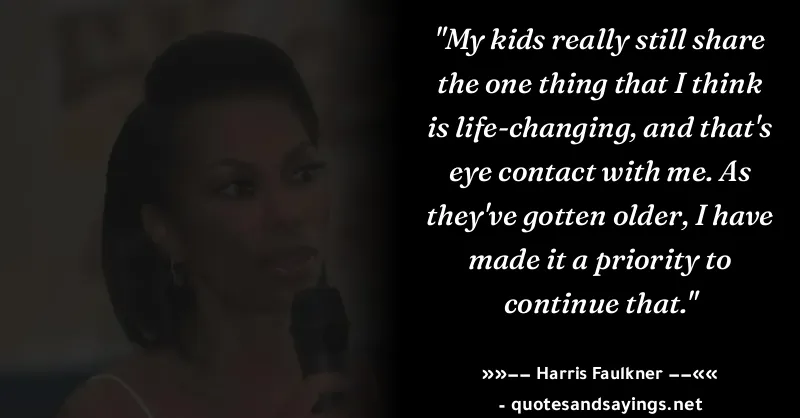 "My kids really still share
the one thing that I think
is life-changing, and that's
eye contact with me. As
they've gotten older, I have
made it a priority to
continue that."
»»−− Harris Faulkner −−««
- quotesandsayings.net